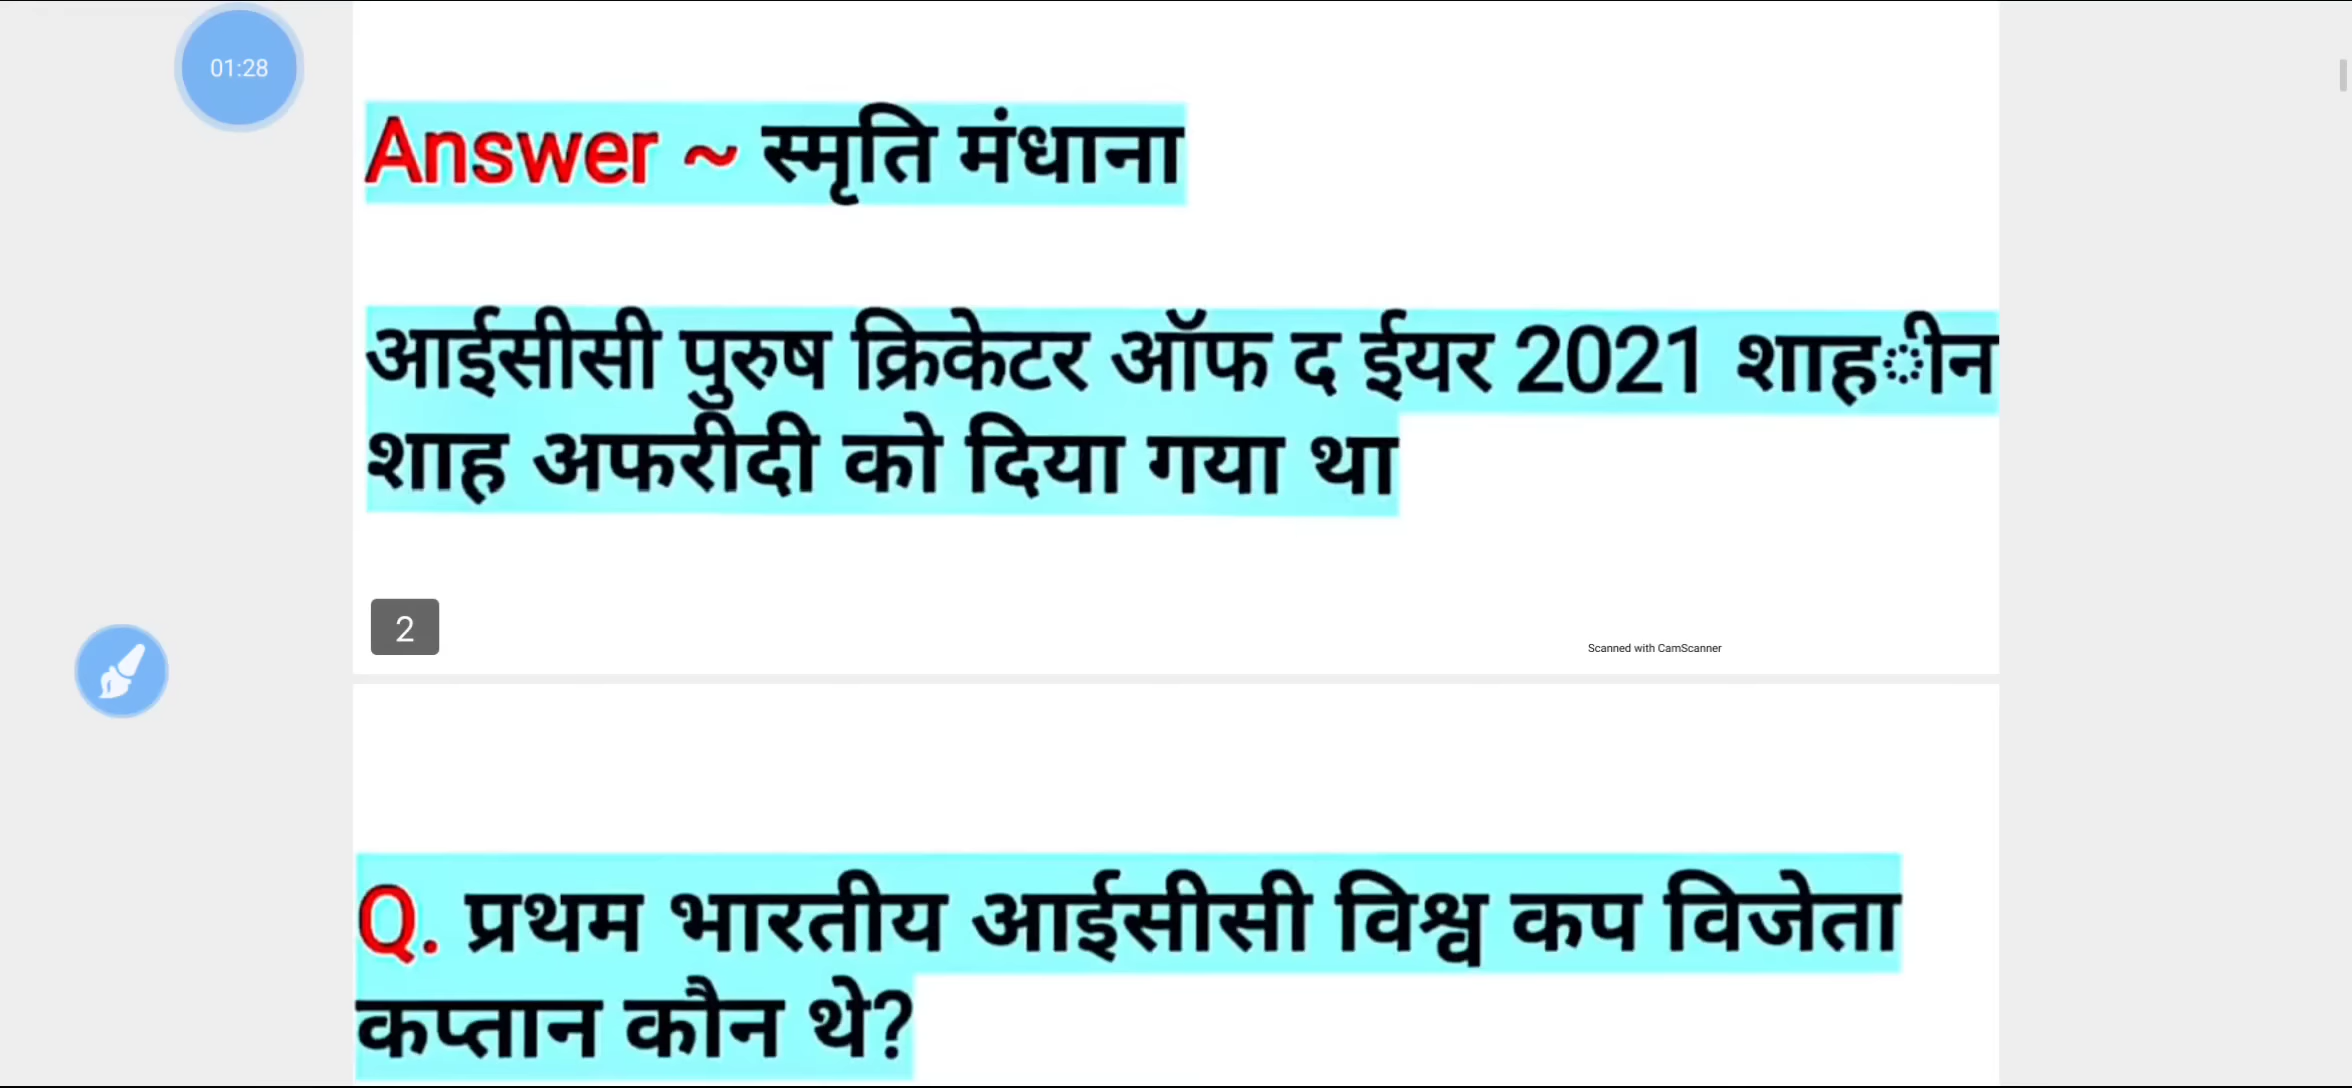 01:28
Answer ~ स्मृति मंधाना
आईसीसी पुरुष क्रिकेटर ऑफ द ईयर 2021 शाह◌ीन
शाह अफरीदी को दिया गया था
2
Scanned with CamScanner
Q. प्रथम भारतीय आईसीसी विश्व कप विजेता
कप्तान कौन थे?